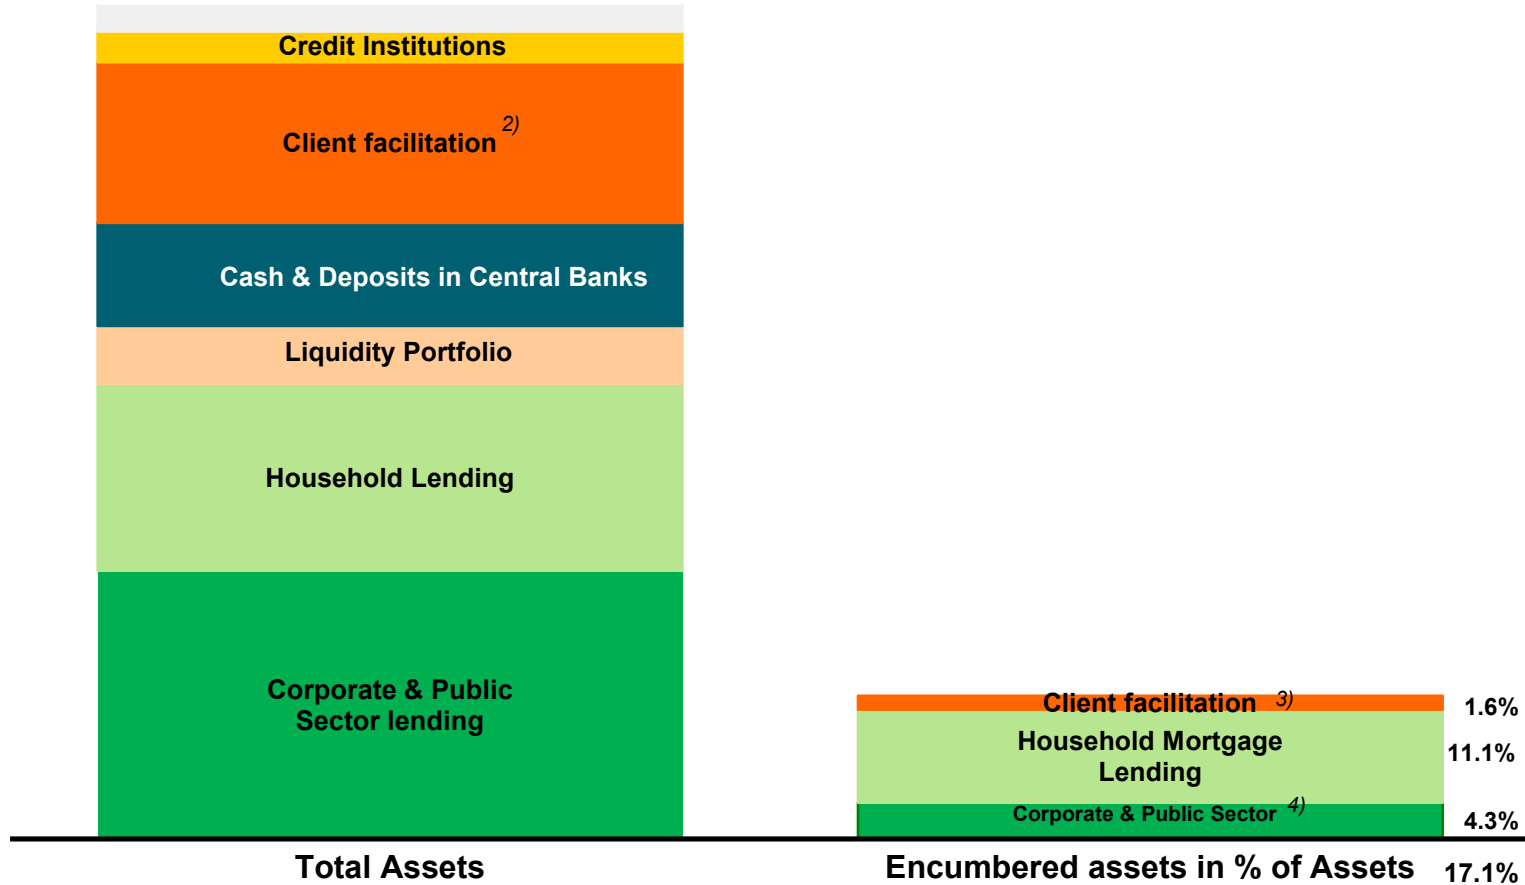 Credit Institutions
Client facilitation 2)
Cash & Deposits in Central Banks
Liquidity Portfolio
Household Lending
Corporate & Public
Sector lending
Total Assets
Client facilitation 3) 1.6%
Household Mortgage
Lending
11.1%
Corporate & Public Sector 4) 4.3%
Encumbered assets in % of Assets 17.1%